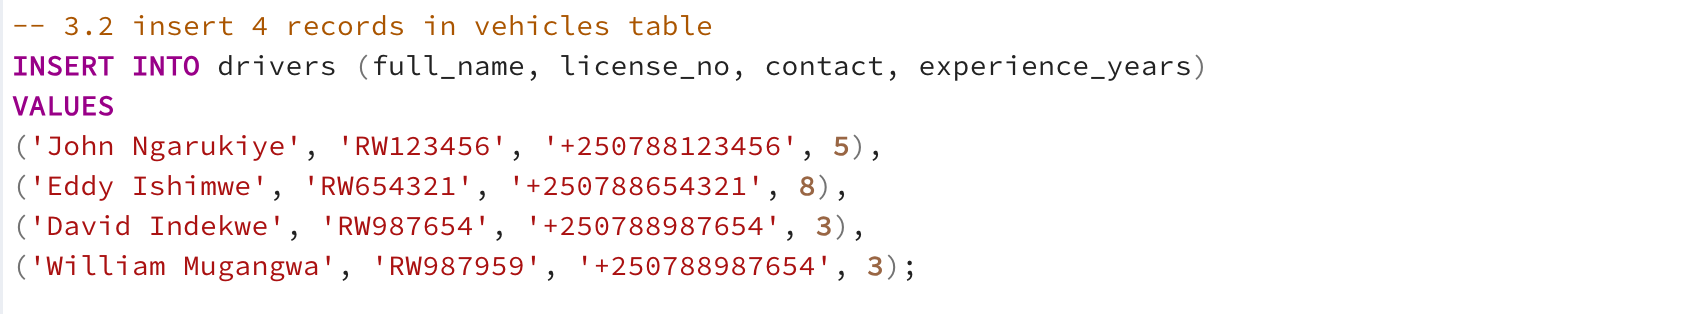 -- 3.2 insert 4 records in vehicles table
INSERT INTO drivers (full_name, license_no, contact, experience_years)
VALUES
('John Ngarukiye', 'RW123456', '+250788123456', 5),
('Eddy Ishimwe', 'RW654321', '+250788654321', 8),
('David Indekwe', 'RW987654', '+250788987654', 3),
('William Mugangwa', 'RW987959', '+250788987654', 3);